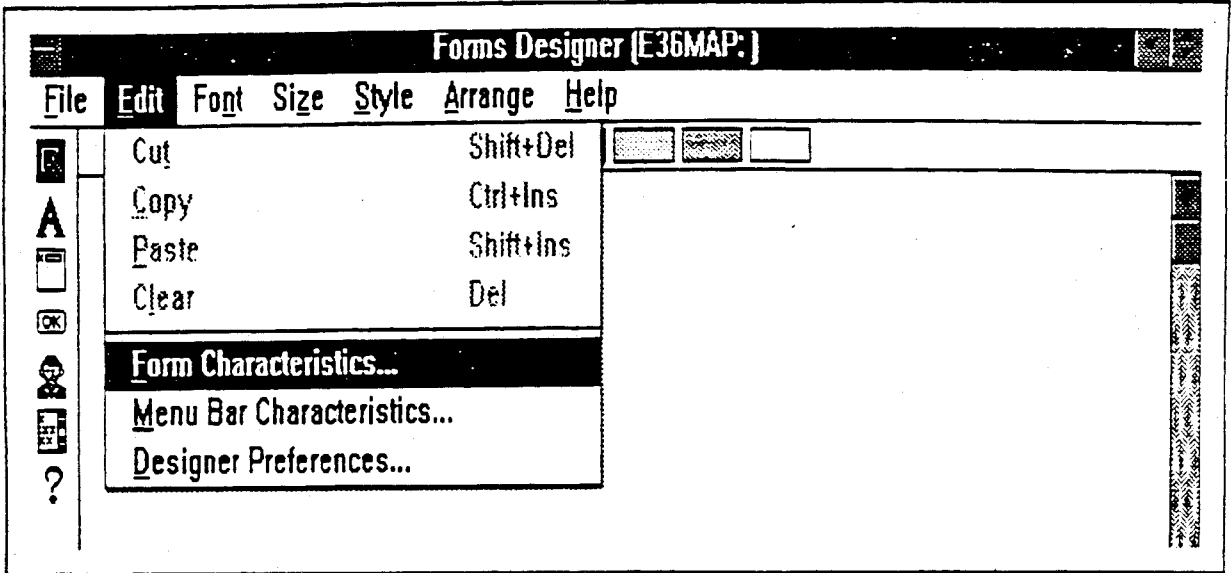 Forms Designer (E36MAP: )
File Edit Font Size Style Arrange Help
Cut Shift+Del
Copy Ctrl+Ins
Paste Shift+Ins
Clear Del
Form Characteristics...
Menu Bar Characteristics...
Designer Preferences...
A
OK
?